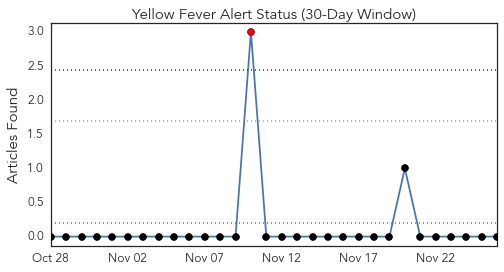 Yellow Fever Alert Status (30-Day Window)
Articles Found
3.0
2.5
2.0
1.5
1.0
0.5
0.0
Oct 28 Nov 02 Nov 07 Nov 12 Nov 17 Nov 22